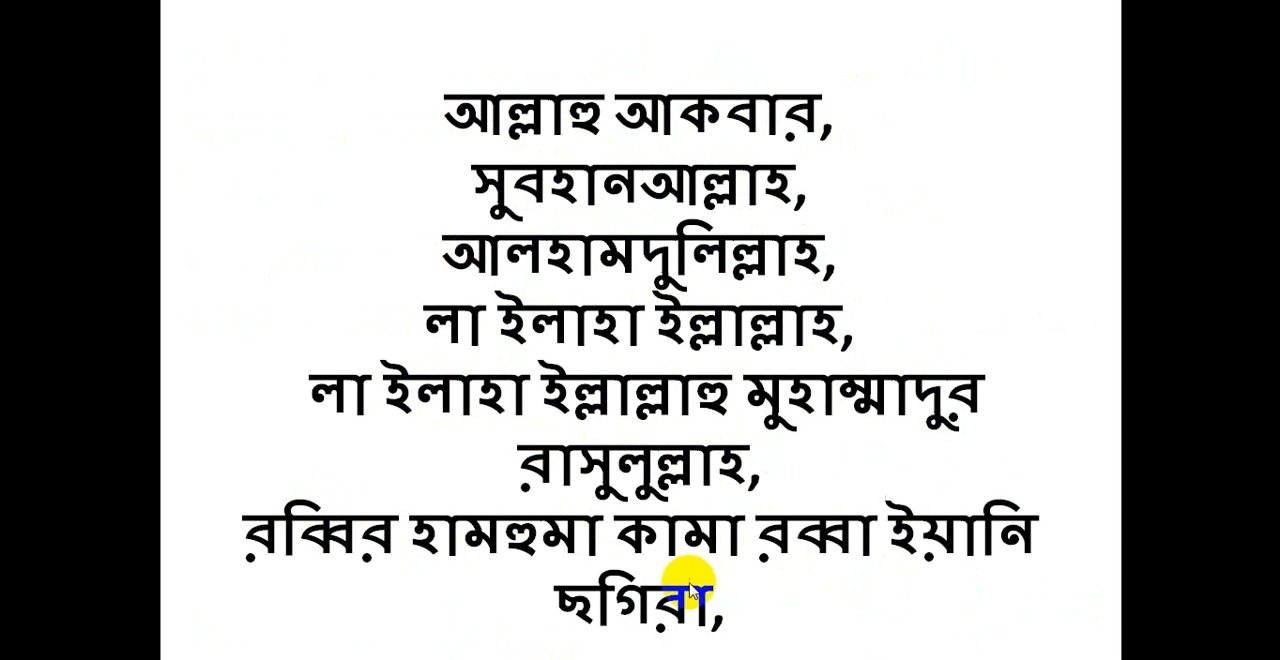 আল্লাহু আকবার,
সুবহানআল্লাহ,
আলহামদুলিল্লাহ,
লা ইলাহা ইল্লাল্লাহ,
লা ইলাহা ইল্লাল্লাহু মুহাম্মাদুর
রাসুলুল্লাহ,
রব্বির হামহুমা কামা রব্বা ইয়ানি
ছগিরা,